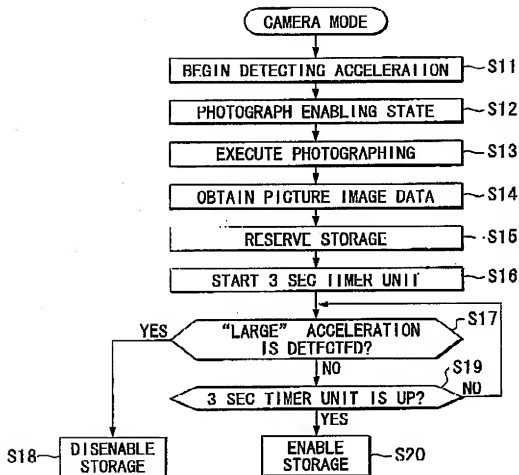 CAMERA MODE
BEGIN DETECTING ACCELERATION S11
PHOTOGRAPH ENABLING STATE S12
EXECUTE PHOTOGRAPHING S13
OBTAIN PICTURE IMAGE DATA S14
RESERVE STORAGE S15
START 3 SEC TIMER UNIT S16
S17
YES "LARGE" ACCELERATION
IS DETECTED?
NO S19
3 SEC TIMER UNIT IS UP? NO
YES
S18 DISENABLE
STORAGE
ENABLE
STORAGE S20